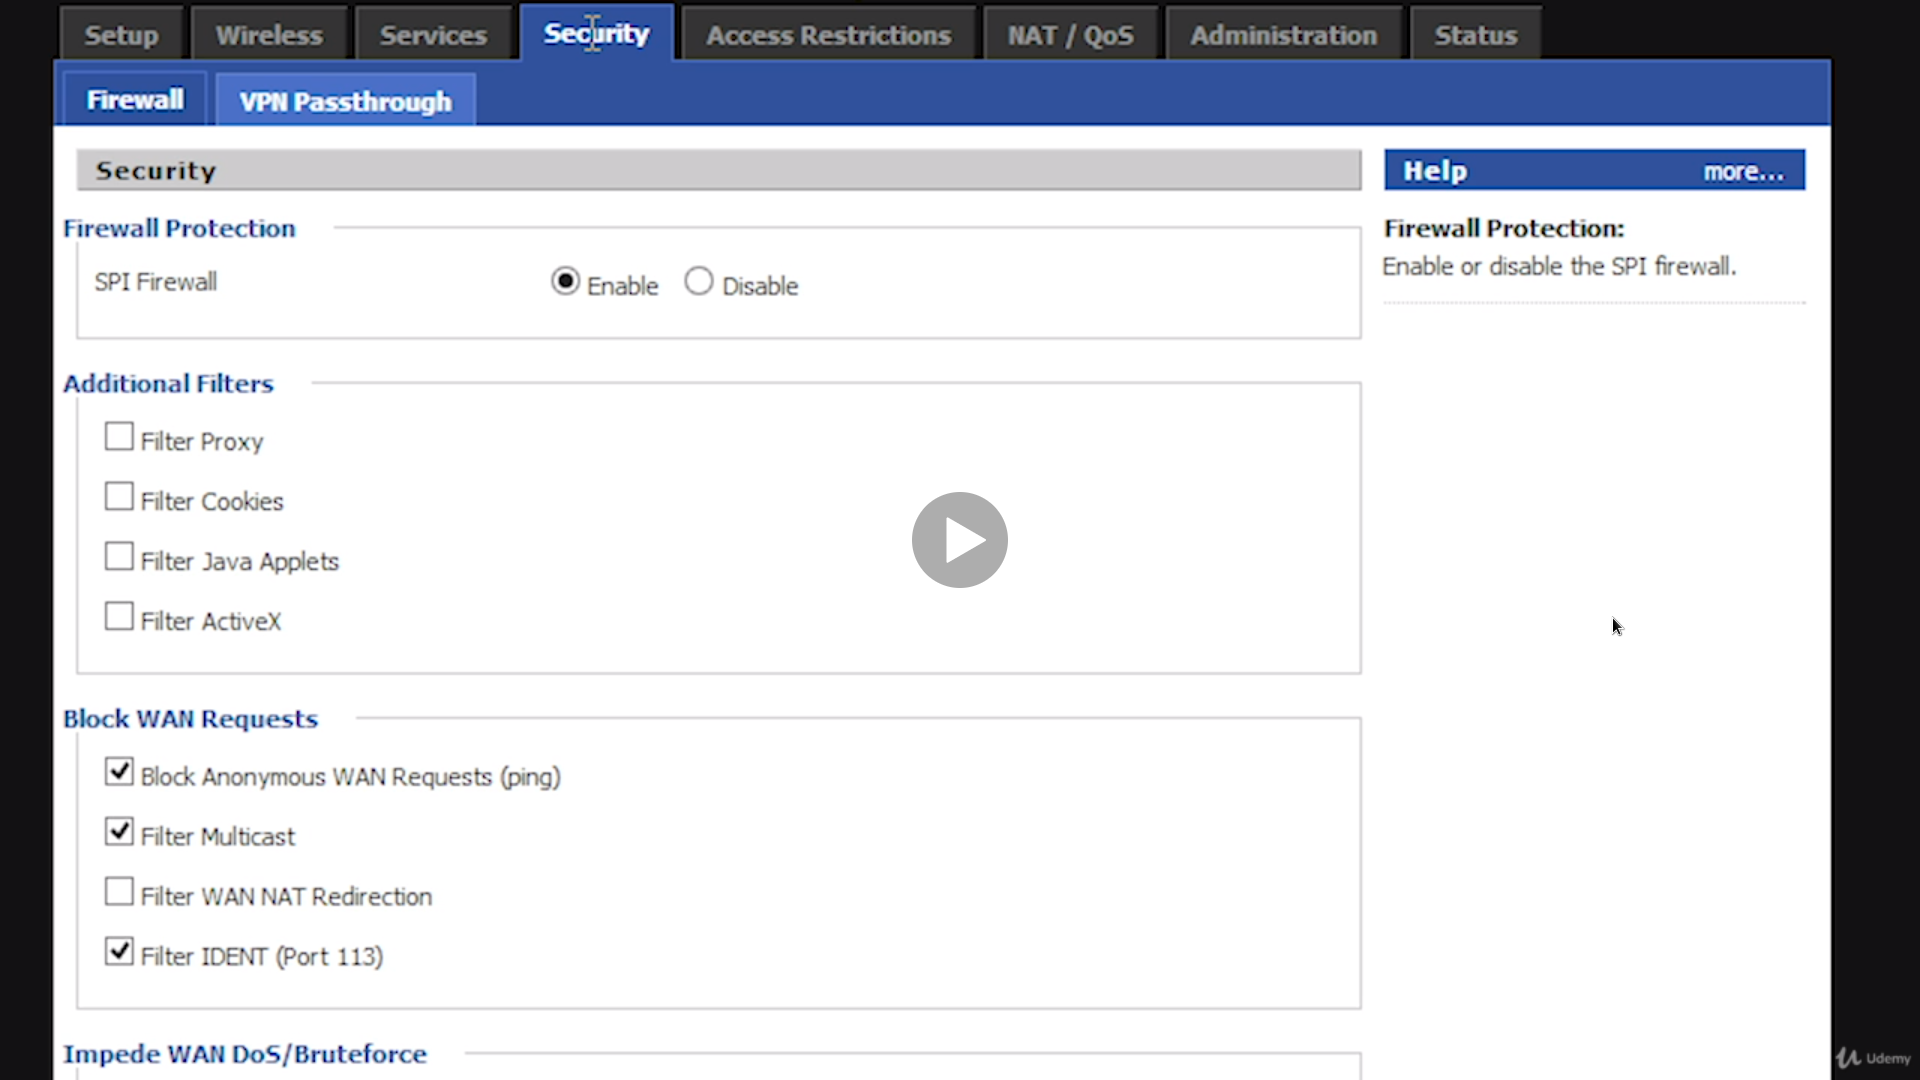 Setup Wireless Services Security Access Restrictions NAT / QoS Administration Status
Firewall VPN Passthrough
Security
Help more...
Firewall Protection
SPI Firewall Enable Disable
Firewall Protection:
Enable or disable the SPI firewall.
Additional Filters
Filter Proxy
Filter Cookies
Filter Java Applets
Filter ActiveX
Block WAN Requests
Block Anonymous WAN Requests (ping)
Filter Multicast
Filter WAN NAT Redirection
Filter IDENT (Port 113)
Impede WAN DoS/Bruteforce
Udemy